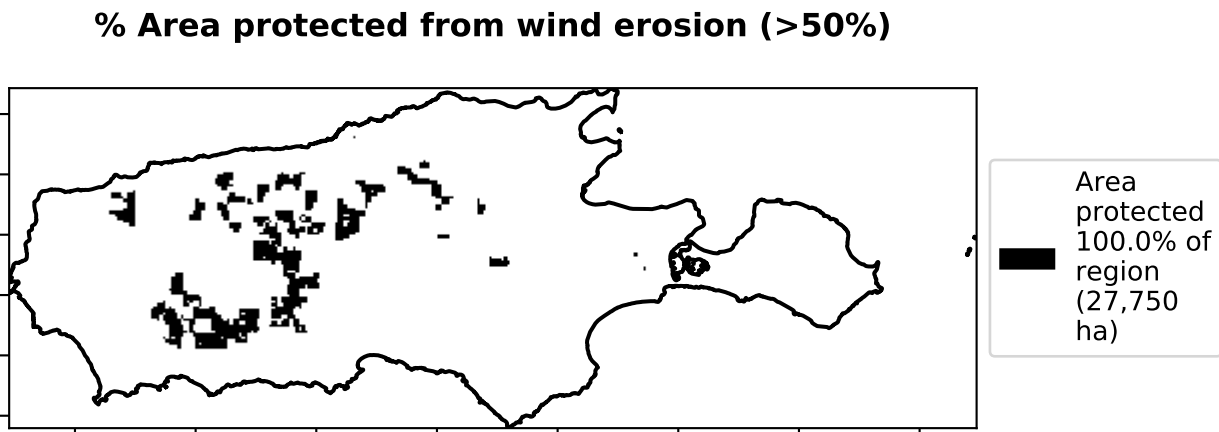 % Area protected from wind erosion (>50%)
Area
protected
100.0% of
region
(27,750
ha)